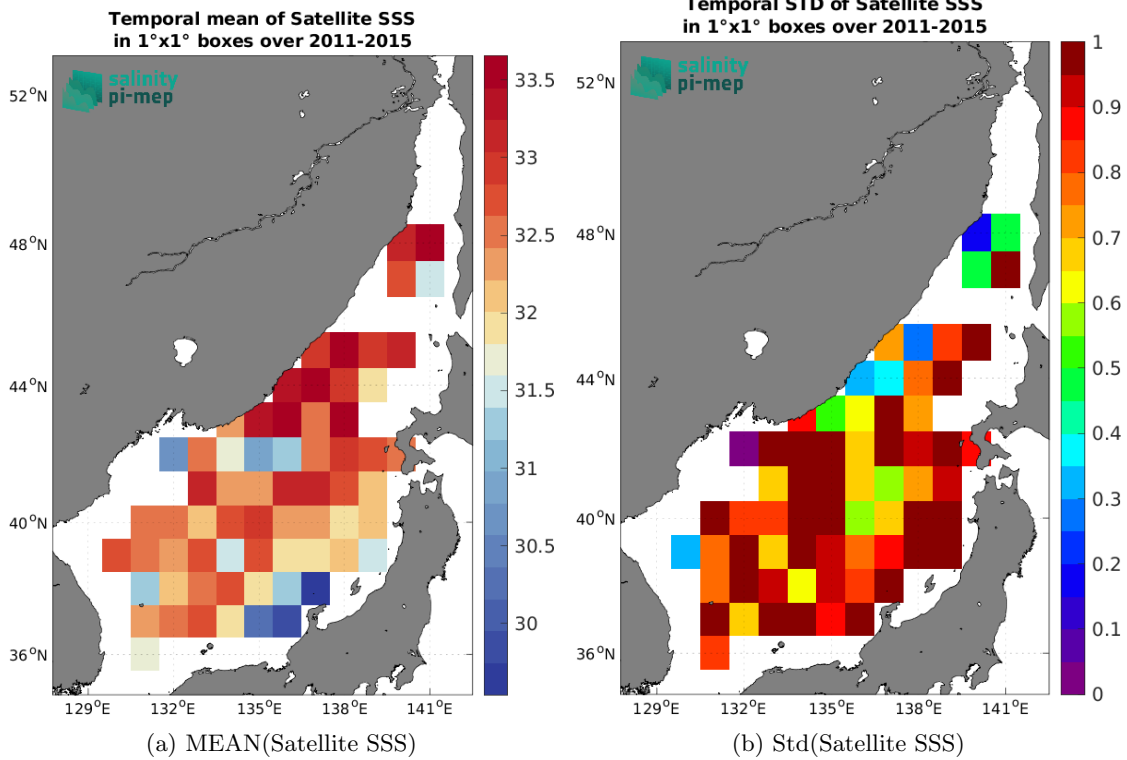 Temporal mean of Satellite SSS
in 1°x1° boxes over 2011-2015
salinity
pi-mep
52°N
48°N
44°N
40°N
36°N
129°E
132°E
135°E
138°E
141°E
33.5
33
32.5
32
31.5
31
30.5
30
(a) MEAN(Satellite SSS)
Temporal STD of Satellite SSS
in 1°x1° boxes over 2011-2015
salinity
pi-mep
52°N
48°N
44°N
40°N
36°N
129°E
132°E
135°E
138°E
141°E
1
0.9
0.8
0.7
0.6
0.5
0.4
0.3
0.2
0.1
0
(b) Std(Satellite SSS)